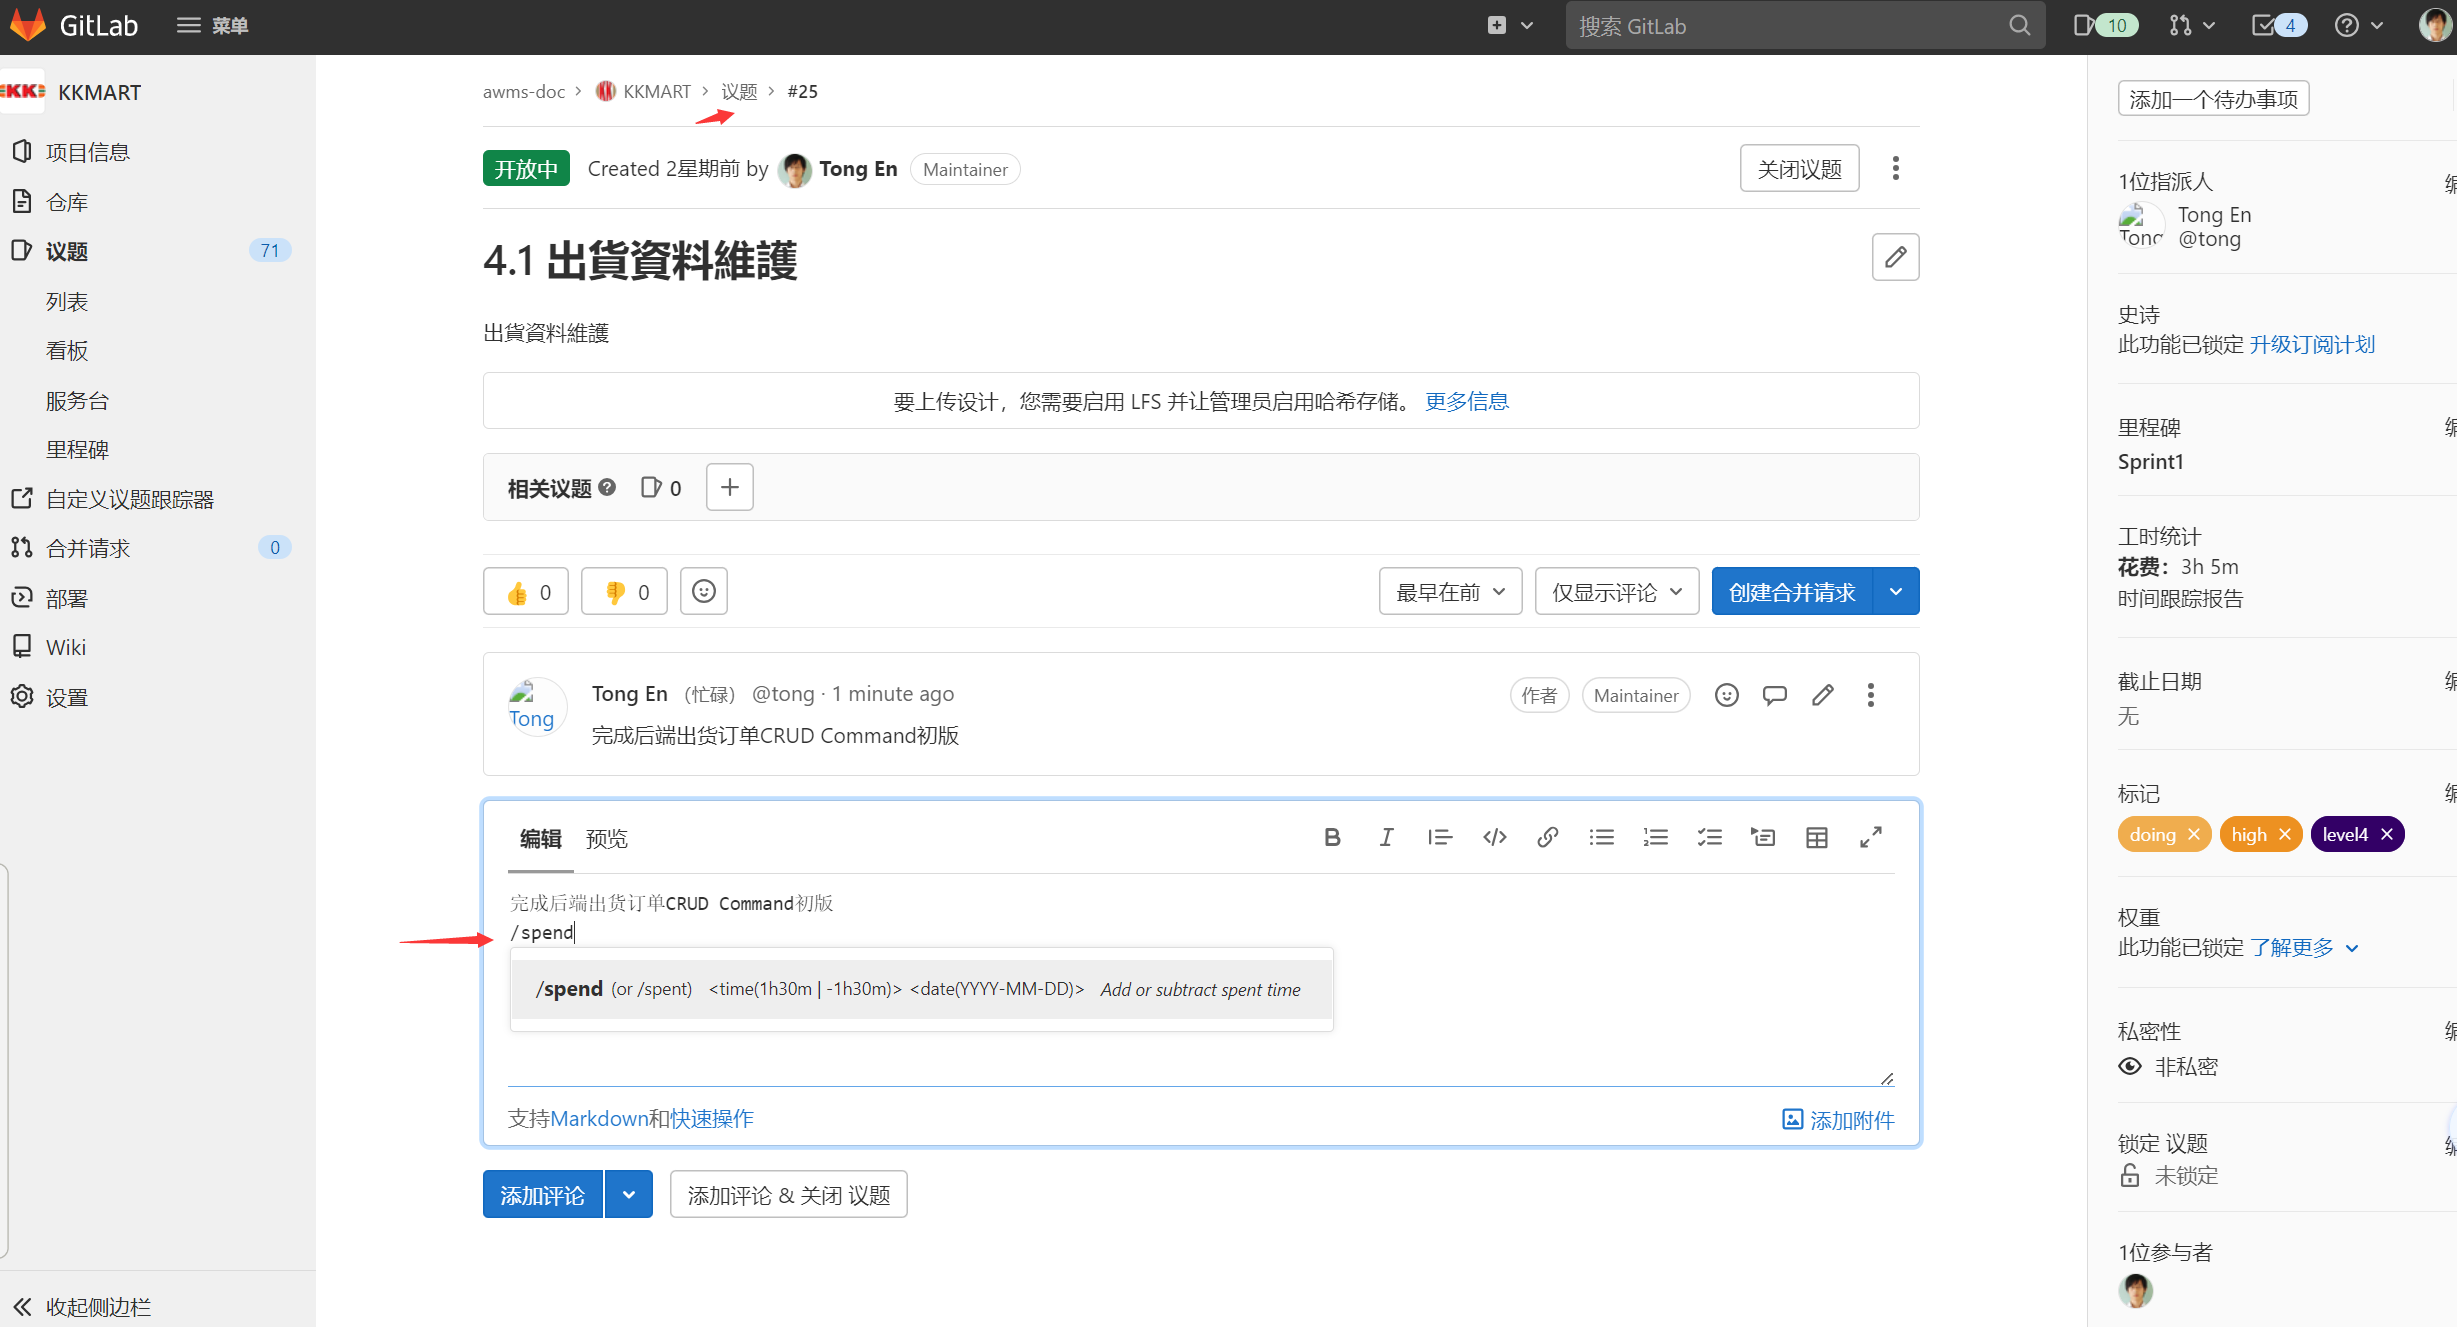 GitLab
菜单
搜索 GitLab
10
4
KKMART
项目信息
仓库
议题 71
列表
看板
服务台
里程碑
自定义议题跟踪器
合并请求 0
部署
Wiki
设置
收起侧边栏
awms-doc > KKMART > 议题 > #25
开放中 Created 2星期前 by Tong En Maintainer
关闭议题
4.1 出貨資料維護
出貨資料維護
要上传设计，您需要启用 LFS 并让管理员启用哈希存储。 更多信息
相关议题 0
0 0
最早在前 仅显示评论 创建合并请求
Tong Tong En （忙碌） @tong · 1 minute ago 作者 Maintainer
完成后端出货订单CRUD Command初版
编辑 预览
完成后端出货订单CRUD Command初版
/spend
/spend (or /spent) <time(1h30m | -1h30m)> <date(YYYY-MM-DD)> Add or subtract spent time
支持Markdown和快速操作 添加附件
添加评论 添加评论 & 关闭 议题
添加一个待办事项
1位指派人
Tong En
@tong
史诗
此功能已锁定 升级订阅计划
里程碑
Sprint1
工时统计
花费： 3h 5m
时间跟踪报告
截止日期
无
标记
doing × high × level4 ×
权重
此功能已锁定 了解更多
私密性
非私密
锁定 议题
未锁定
1位参与者